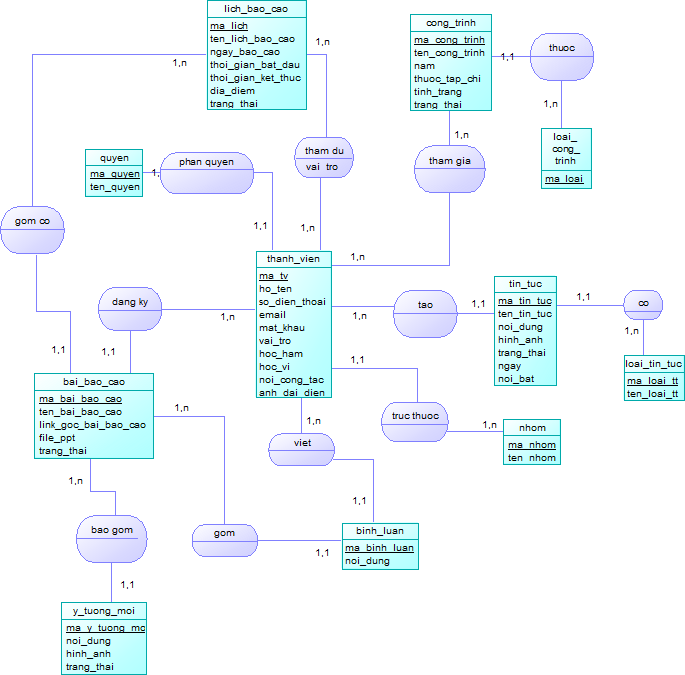 lich_bao_cao
ma_lich
ten_lich_bao_cao
ngay_bao_cao
thoi_gian_bat_dau
thoi_gian_ket_thuc
dia_diem
trang_thai
1,n
1,n
cong_trinh
ma_cong_trinh
ten_cong_trinh
nam
thuoc_tap_chi
tinh_trang
trang_thai
1,1
thuoc
1,n
1,n
loai_
cong_
trinh
ma_loai
tham du
vai_tro
tham gia
quyen
ma_quyen
ten_quyen
1,
phan quyen
gom co
1,1
1,n
1,n
thanh_vien
ma_tv
ho_ten
so_dien_thoai
email
mat_khau
vai_tro
hoc_ham
hoc_vi
noi_cong_tac
anh_dai_dien
dang ky
1,n
1,n
tao
1,1
tin_tuc
ma_tin_tuc
ten_tin_tuc
noi_dung
hinh_anh
trang_thai
ngay
noi_bat
1,1
co
1,n
loai_tin_tuc
ma_loai_tt
ten_loai_tt
1,1
1,1
1,1
bai_bao_cao
ma_bai_bao_cao
ten_bai_bao_cao
link_goc_bai_bao_cao
file_ppt
trang_thai
1,n
1,n
viet
truc thuoc
1,n
nhom
ma_nhom
ten_nhom
1,n
1,1
bao gom
gom
1,1
binh_luan
ma_binh_luan
noi_dung
1,1
y_tuong_moi
ma_y_tuong_mo
noi_dung
hinh_anh
trang_thai